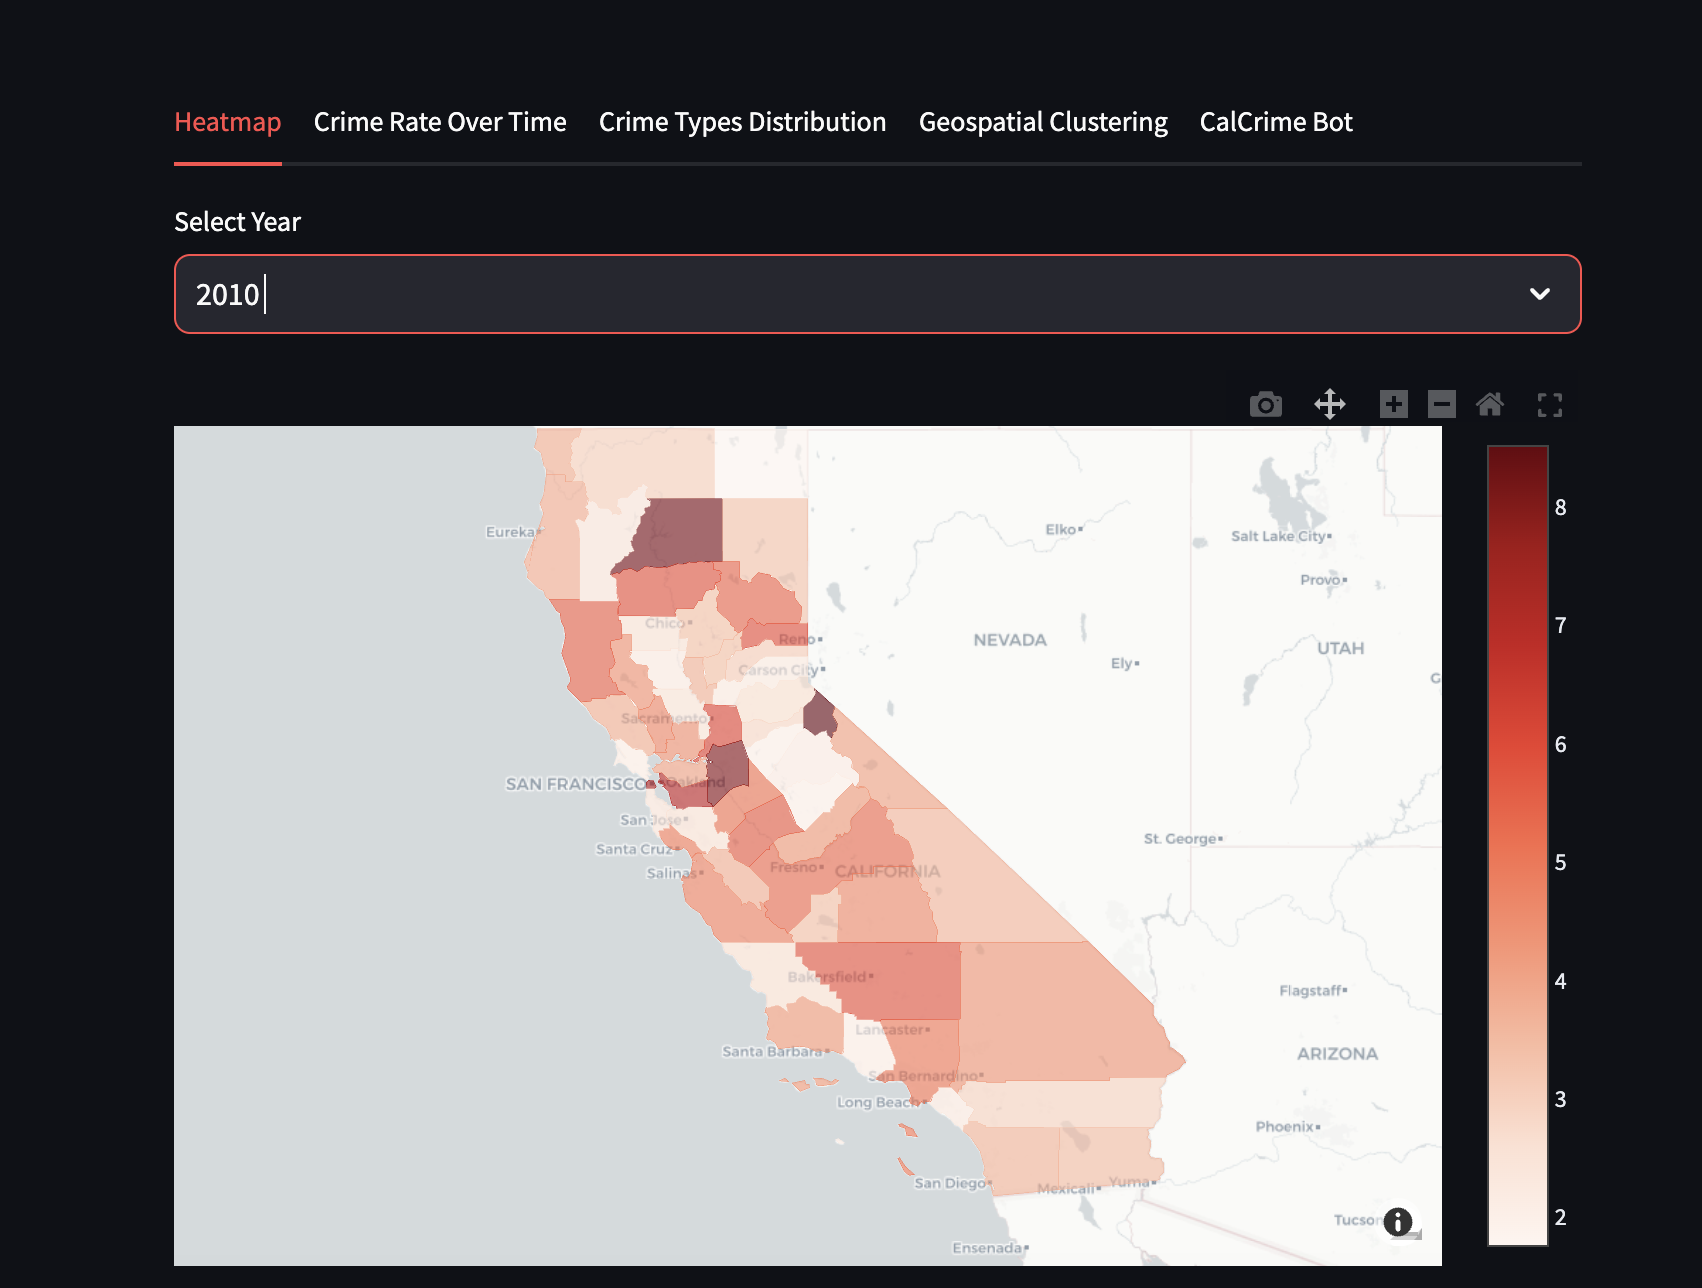 Heatmap Crime Rate Over Time Crime Types Distribution Geospatial Clustering CalCrime Bot
Select Year
2010
Eureka
Elko
Salt Lake City
Provo
Chico
Reno
NEVADA
UTAH
Carson City
Ely
G
Sacramento
SAN FRANCISCO
Oakland
San Jose
Santa Cruz
St. George
Salinas
Fresno
CALIFORNIA
Bakersfield
Flagstaff
Lancaster
Santa Barbara
ARIZONA
San Bernardino
Long Beach
Phoenix
San Diego
Mexicali
Yuma
Tucson
Ensenada
8
7
6
5
4
3
2